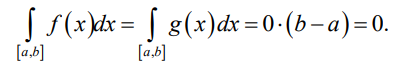 ∫[a,b] f(x)dx = ∫[a,b] g(x)dx = 0·(b−a) = 0.